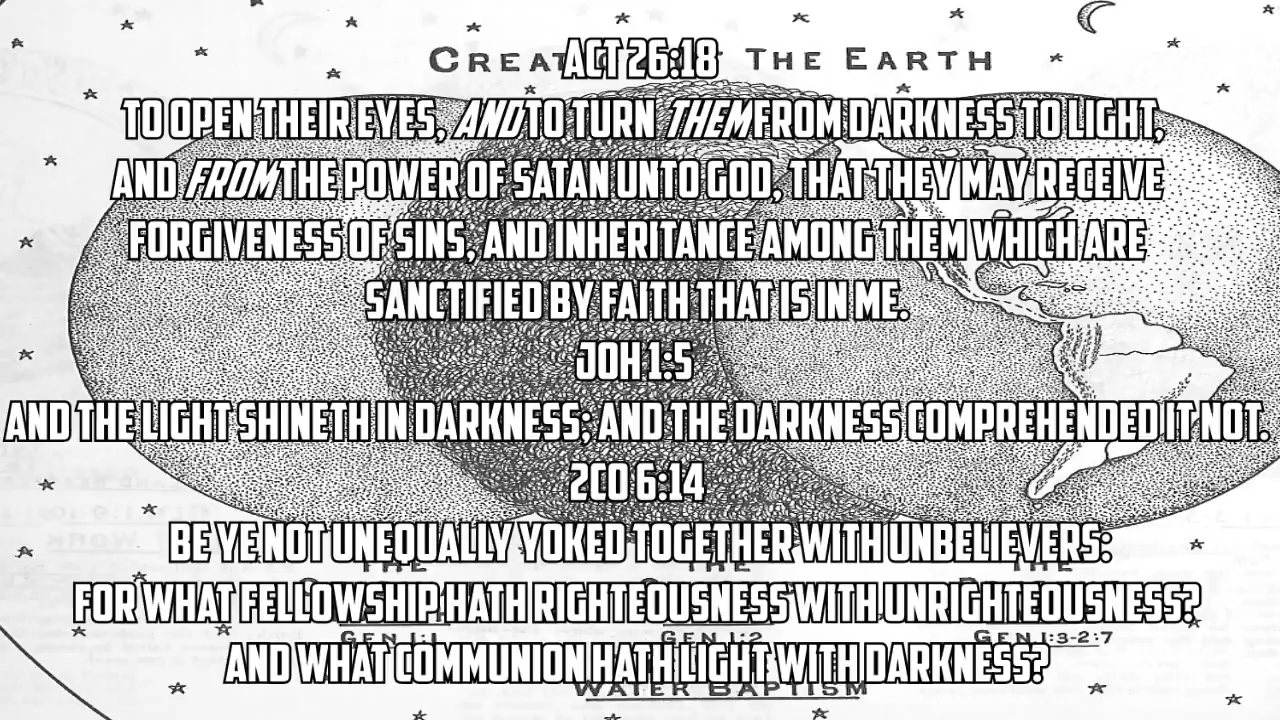 CREAT THE EARTH
ACT 26:18
TO OPEN THEIR EYES, AND TO TURN THEM FROM DARKNESS TO LIGHT,
AND FROM THE POWER OF SATAN UNTO GOD, THAT THEY MAY RECEIVE
FORGIVENESS OF SINS, AND INHERITANCE AMONG THEM WHICH ARE
SANCTIFIED BY FAITH THAT IS IN ME.
JOH 1:5
AND THE LIGHT SHINETH IN DARKNESS; AND THE DARKNESS COMPREHENDED IT NOT.
2CO 6:14
BE YE NOT UNEQUALLY YOKED TOGETHER WITH UNBELIEVERS:
THE THE THE
FOR WHAT FELLOWSHIP HATH RIGHTEOUSNESS WITH UNRIGHTEOUSNESS?
GEN 1:1 GEN 1:2 GEN 1:3-2:7
AND WHAT COMMUNION HATH LIGHT WITH DARKNESS?
WATER BAPTISM